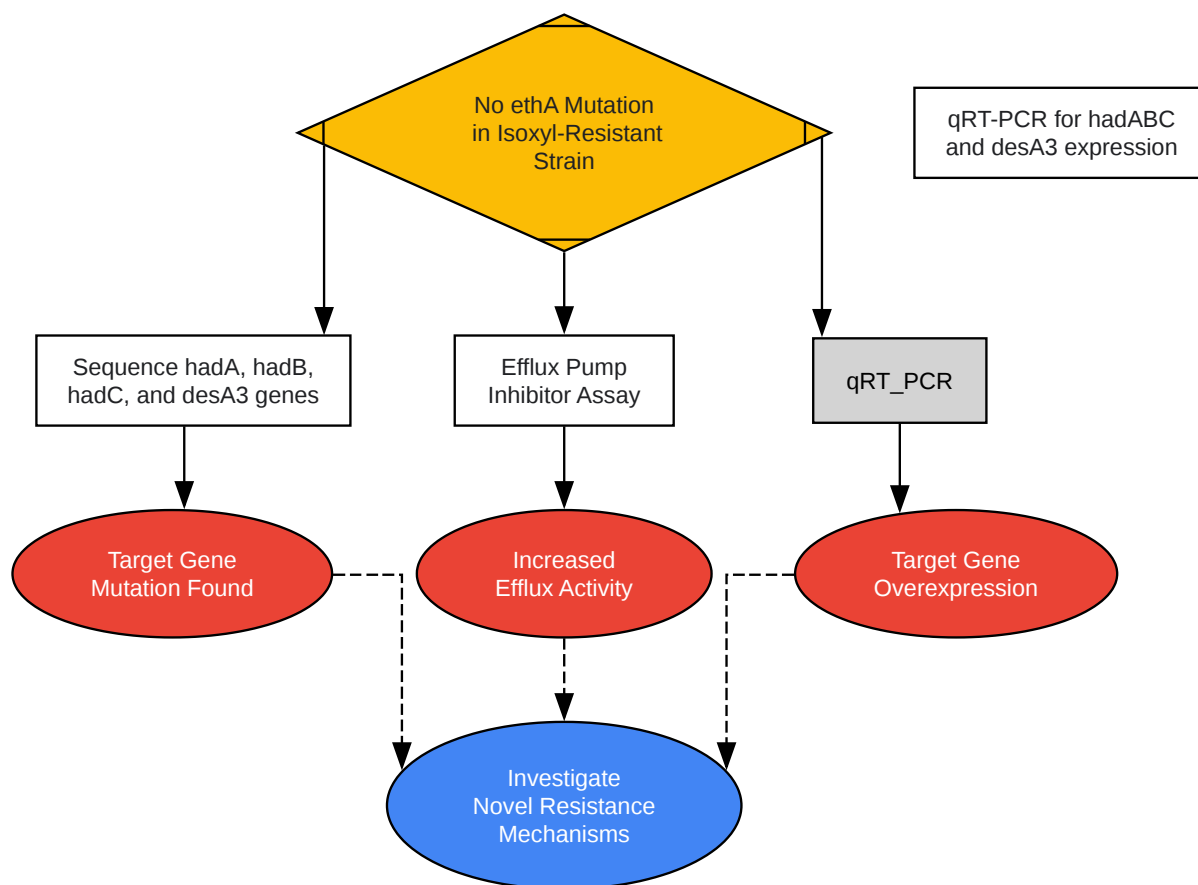 No ethA Mutation
in Isoxyl-Resistant
Strain
qRT-PCR for hadABC
and desA3 expression
Sequence hadA, hadB,
hadC, and desA3 genes
Efflux Pump
Inhibitor Assay
qRT_PCR
Target Gene
Mutation Found
Increased
Efflux Activity
Target Gene
Overexpression
Investigate
Novel Resistance
Mechanisms